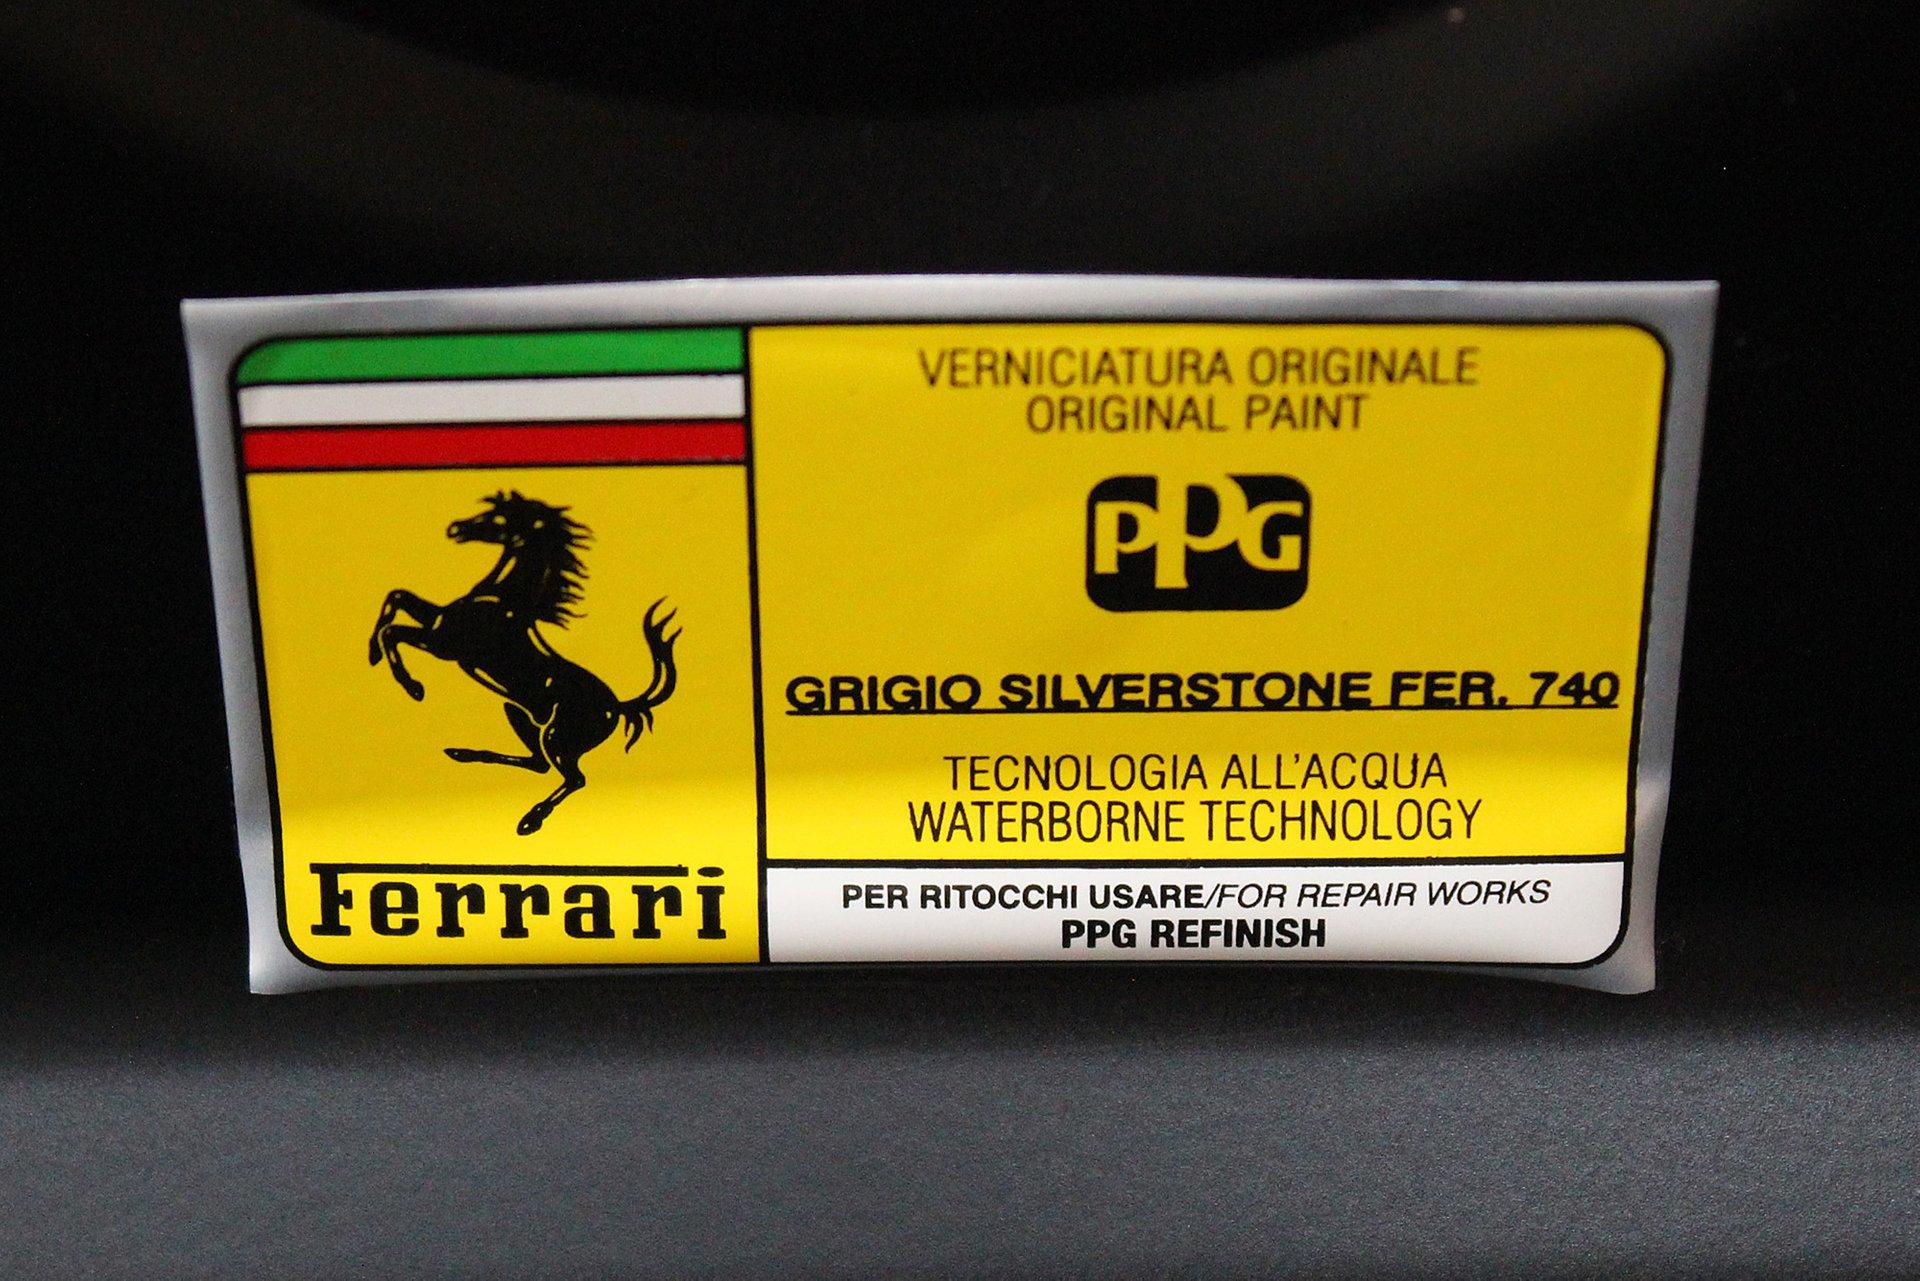 VERNICIATURA ORIGINALE
ORIGINAL PAINT
PPG
GRIGIO SILVERSTONE FER. 740
TECNOLOGIA ALL'ACQUA
WATERBORNE TECHNOLOGY
Ferrari
PER RITOCCHI USARE/FOR REPAIR WORKS
PPG REFINISH